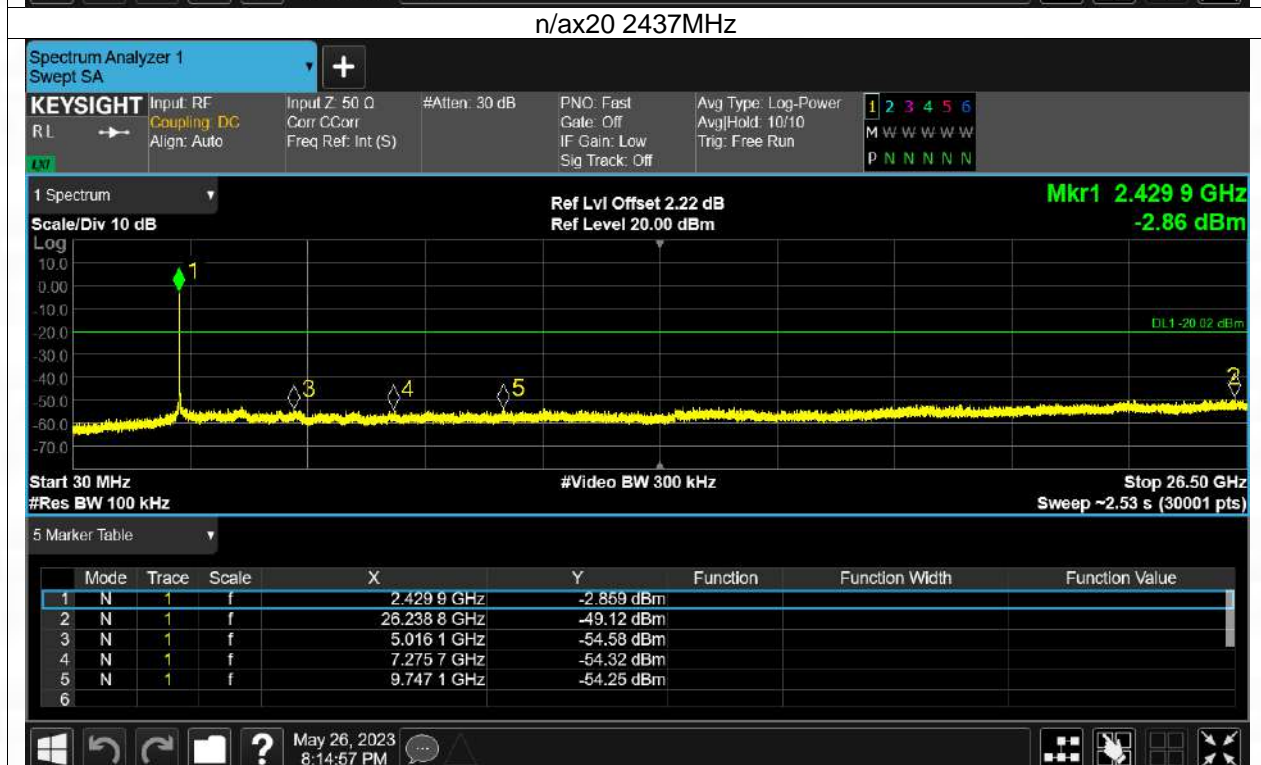 n/ax20 2437MHz
Spectrum Analyzer 1
Swept SA
+
KEYSIGHT Input: RF Input Z: 50 Ω #Atten: 30 dB PNO: Fast Avg Type: Log-Power 1 2 3 4 5 6
RL Coupling: DC Corr CCorr Gate: Off Avg|Hold: 10/10 M W W W W W
Align: Auto Freq Ref: Int (S) IF Gain: Low Trig: Free Run
LXI Sig Track: Off P N N N N N
1 Spectrum Ref Lvl Offset 2.22 dB Mkr1 2.429 9 GHz
Scale/Div 10 dB Ref Level 20.00 dBm -2.86 dBm
Log
10.0
1
0.00
-10.0
-20.0 DL1 -20.02 dBm
-30.0
-40.0
3 4 5 2
-50.0
-60.0
-70.0
Start 30 MHz #Video BW 300 kHz Stop 26.50 GHz
#Res BW 100 kHz Sweep ~2.53 s (30001 pts)
5 Marker Table
Mode Trace Scale X Y Function Function Width Function Value
1 N 1 f 2.429 9 GHz -2.859 dBm
2 N 1 f 26.238 8 GHz -49.12 dBm
3 N 1 f 5.016 1 GHz -54.58 dBm
4 N 1 f 7.275 7 GHz -54.32 dBm
5 N 1 f 9.747 1 GHz -54.25 dBm
6
? May 26, 2023
8:14:57 PM